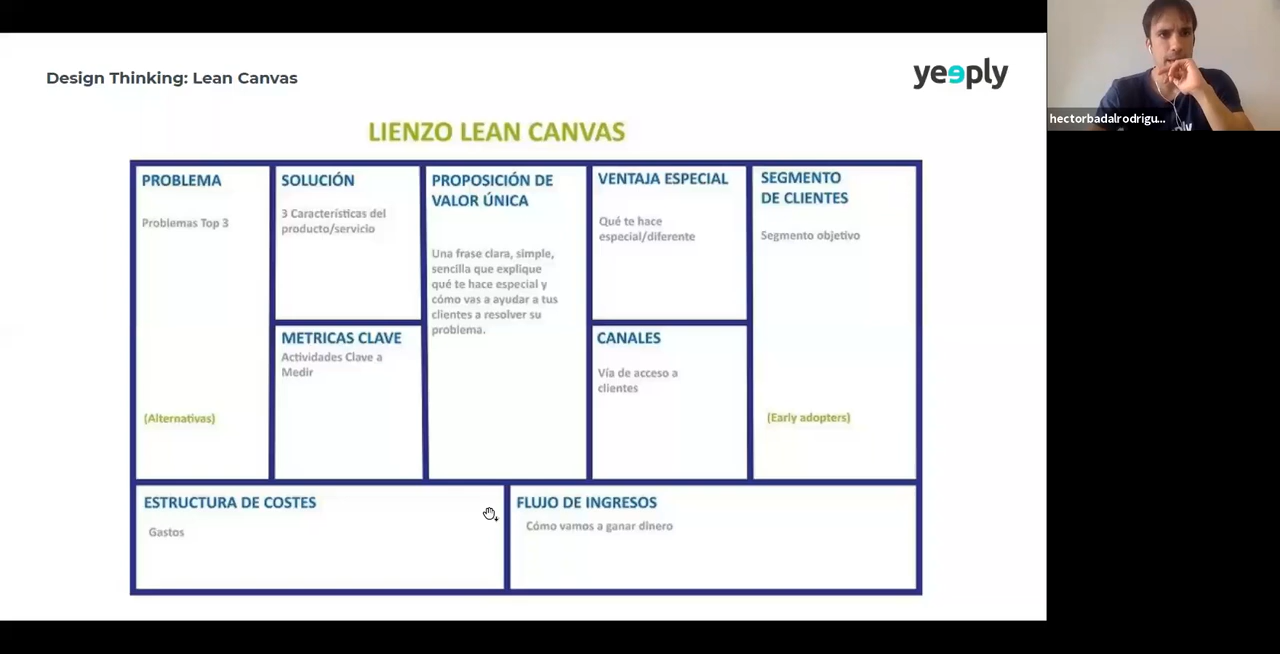 Design Thinking: Lean Canvas
yeeply
hectorbadalrodrigu...
LIENZO LEAN CANVAS
PROBLEMA
Problemas Top 3
(Alternativas)
SOLUCIÓN
3 Características del
producto/servicio
METRICAS CLAVE
Actividades Clave a
Medir
PROPOSICIÓN DE
VALOR ÚNICA
Una frase clara, simple,
sencilla que explique
qué te hace especial y
cómo vas a ayudar a tus
clientes a resolver su
problema.
VENTAJA ESPECIAL
Qué te hace
especial/diferente
CANALES
Vía de acceso a
clientes
SEGMENTO
DE CLIENTES
Segmento objetivo
(Early adopters)
ESTRUCTURA DE COSTES
Gastos
FLUJO DE INGRESOS
Cómo vamos a ganar dinero